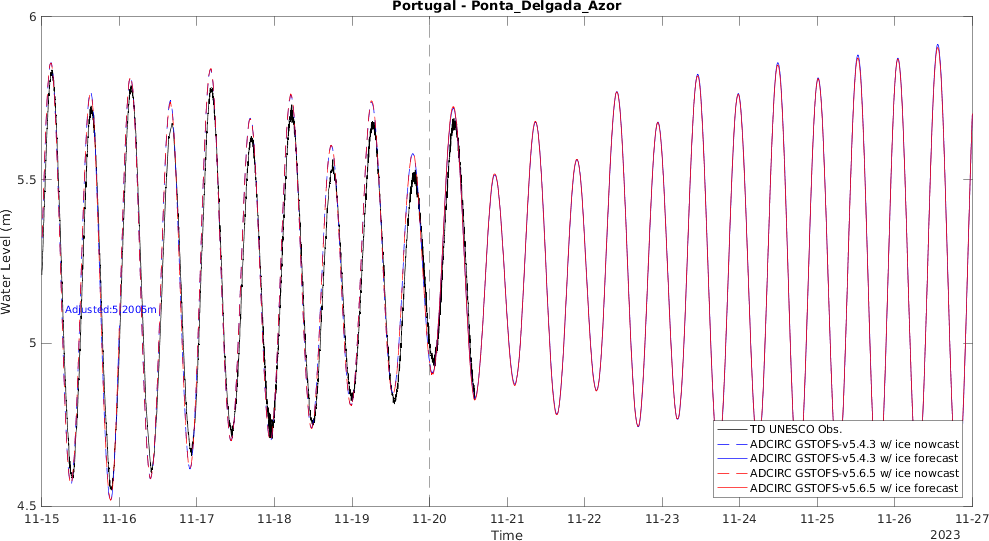 Portugal - Ponta_Delgada_Azor
6
5.5
5
4.5
Water Level (m)
Adjusted:5.2005m
TD UNESCO Obs.
ADCIRC GSTOFS-v5.4.3 w/ ice nowcast
ADCIRC GSTOFS-v5.4.3 w/ ice forecast
ADCIRC GSTOFS-v5.6.5 w/ ice nowcast
ADCIRC GSTOFS-v5.6.5 w/ ice forecast
11-15 11-16 11-17 11-18 11-19 11-20 11-21 11-22 11-23 11-24 11-25 11-26 11-27
Time
2023